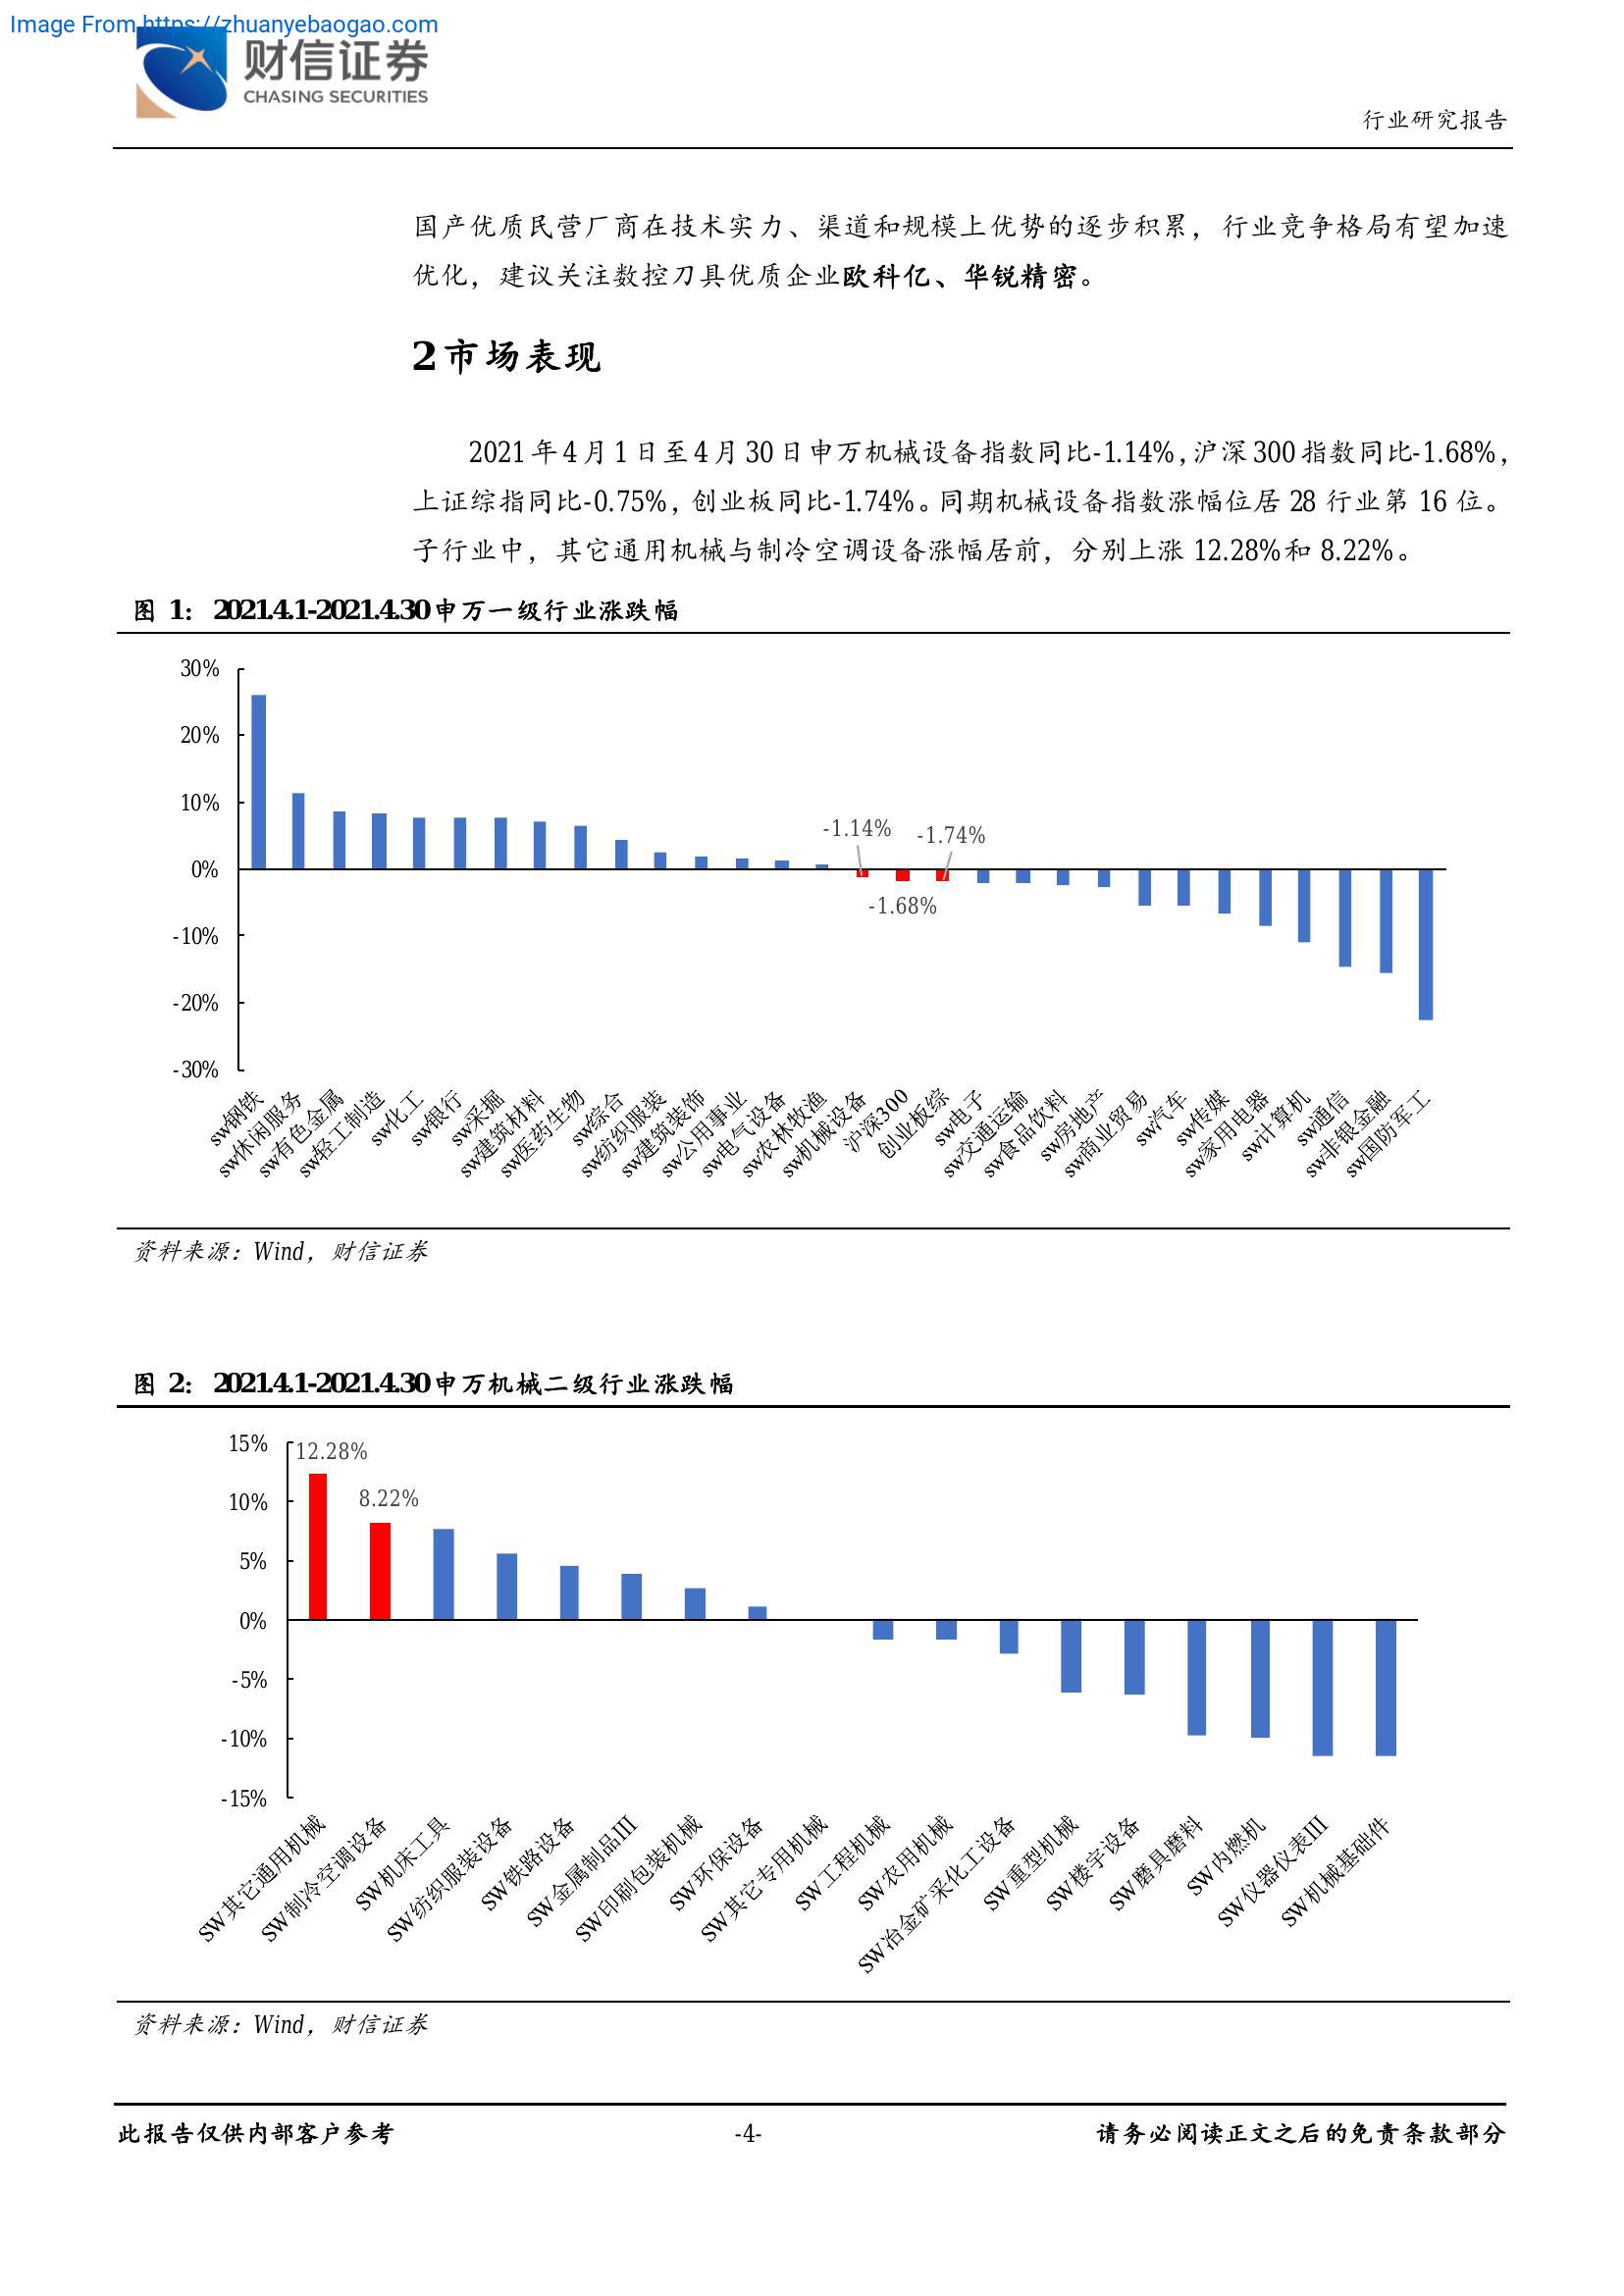 Image From https://zhuanyebaogao.com
财信证券
CHASING SECURITIES
行业研究报告
国产优质民营厂商在技术实力、渠道和规模上优势的逐步积累，行业竞争格局有望加速
优化，建议关注数控刀具优质企业欧科亿、华锐精密。
2市场表现
2021年4月1日至4月30日申万机械设备指数同比-1.14%，沪深300指数同比-1.68%，
上证综指同比-0.75%，创业板同比-1.74%。同期机械设备指数涨幅位居 28 行业第 16 位。
子行业中，其它通用机械与制冷空调设备涨幅居前，分别上涨 12.28%和 8.22%。
图 1： 2021.4.1-2021.4.30申万一级行业涨跌幅
30%
20%
10%
0%
-10%
-20%
-30%
-1.14%
-1.74%
-1.68%
sw钢铁
sw休闲服务
sw有色金属
sw轻工制造
sw化工
sw银行
sw采掘
sw建筑材料
sw医药生物
sw综合
sw纺织服装
sw建筑装饰
sw公用事业
sw电气设备
sw农林牧渔
sw机械设备
沪深300
创业板综
sw电子
sw交通运输
sw食品饮料
sw房地产
sw商业贸易
sw汽车
sw传媒
sw家用电器
sw计算机
sw通信
sw非银金融
sw国防军工
资料来源：Wind，财信证券
图 2： 2021.4.1-2021.4.30申万机械二级行业涨跌幅
15%
10%
5%
0%
-5%
-10%
-15%
12.28%
8.22%
SW其它通用机械
SW制冷空调设备
SW机床工具
SW纺织服装设备
SW铁路设备
SW金属制品III
SW印刷包装机械
SW环保设备
SW其它专用机械
SW工程机械
SW农用机械
SW冶金矿采化工设备
SW重型机械
SW楼宇设备
SW磨具磨料
SW内燃机
SW仪器仪表III
SW机械基础件
资料来源：Wind，财信证券
此报告仅供内部客户参考
-4-
请务必阅读正文之后的免责条款部分